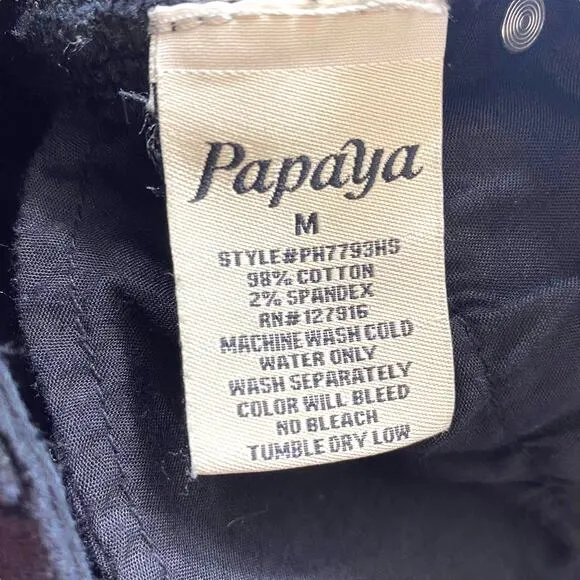 Papaya
M
STYLE#PH7793HS
98% COTTON
2% SPANDEX
RN#127916
MACHINE WASH COLD
WATER ONLY
WASH SEPARATELY
COLOR WILL BLEED
NO BLEACH
TUMBLE DRY LOW